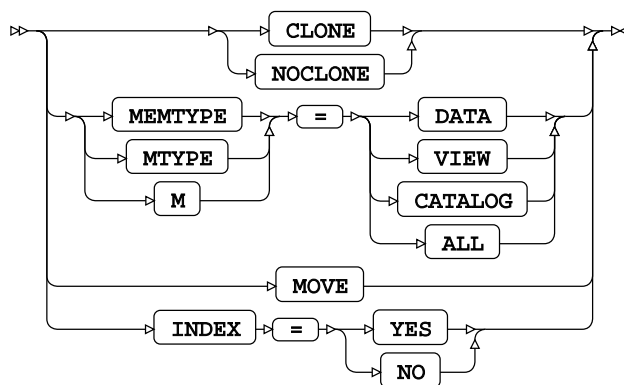 CLONE
NOCLONE
MEMTYPE = DATA
MTYPE VIEW
M CATALOG
ALL
MOVE
INDEX = YES
NO